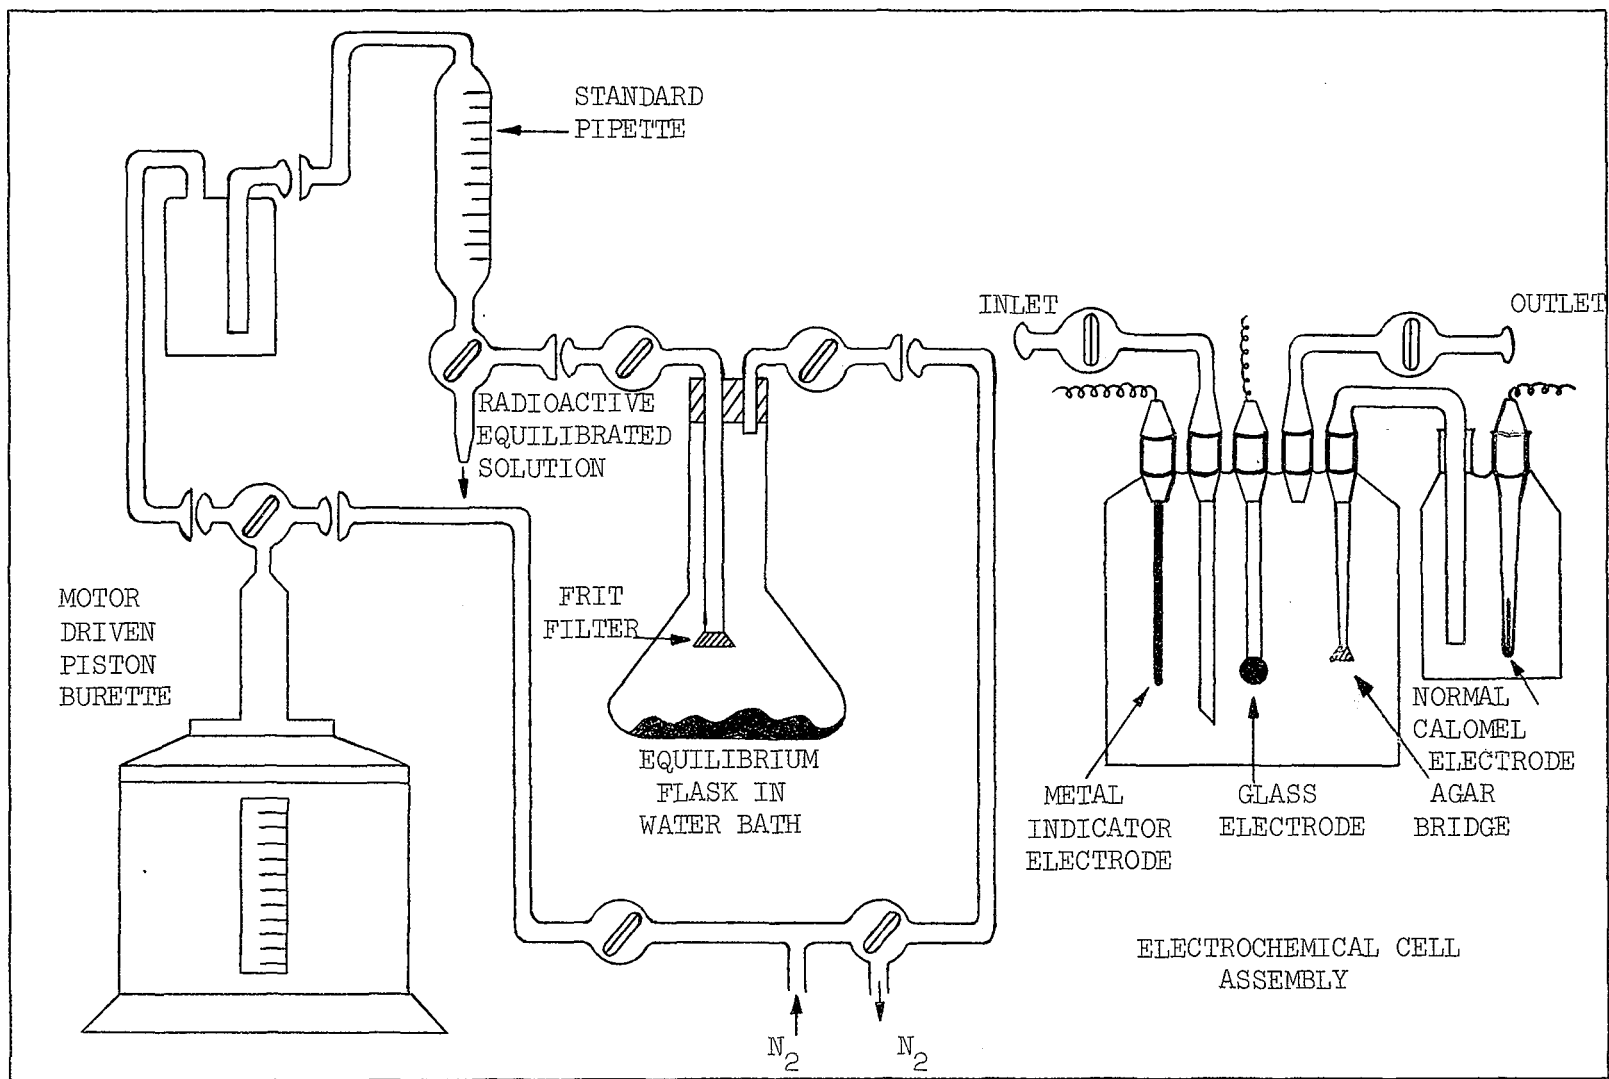 STANDARD
PIPETTE
INLET
OUTLET
RADIOACTIVE
EQUILIBRATED
SOLUTION
MOTOR
DRIVEN
PISTON
BURETTE
FRIT
FILTER
EQUILIBRIUM
FLASK IN
WATER BATH
NORMAL
CALOMEL
ELECTRODE
METAL
INDICATOR
ELECTRODE
GLASS
ELECTRODE
AGAR
BRIDGE
ELECTROCHEMICAL CELL
ASSEMBLY
N2
N2